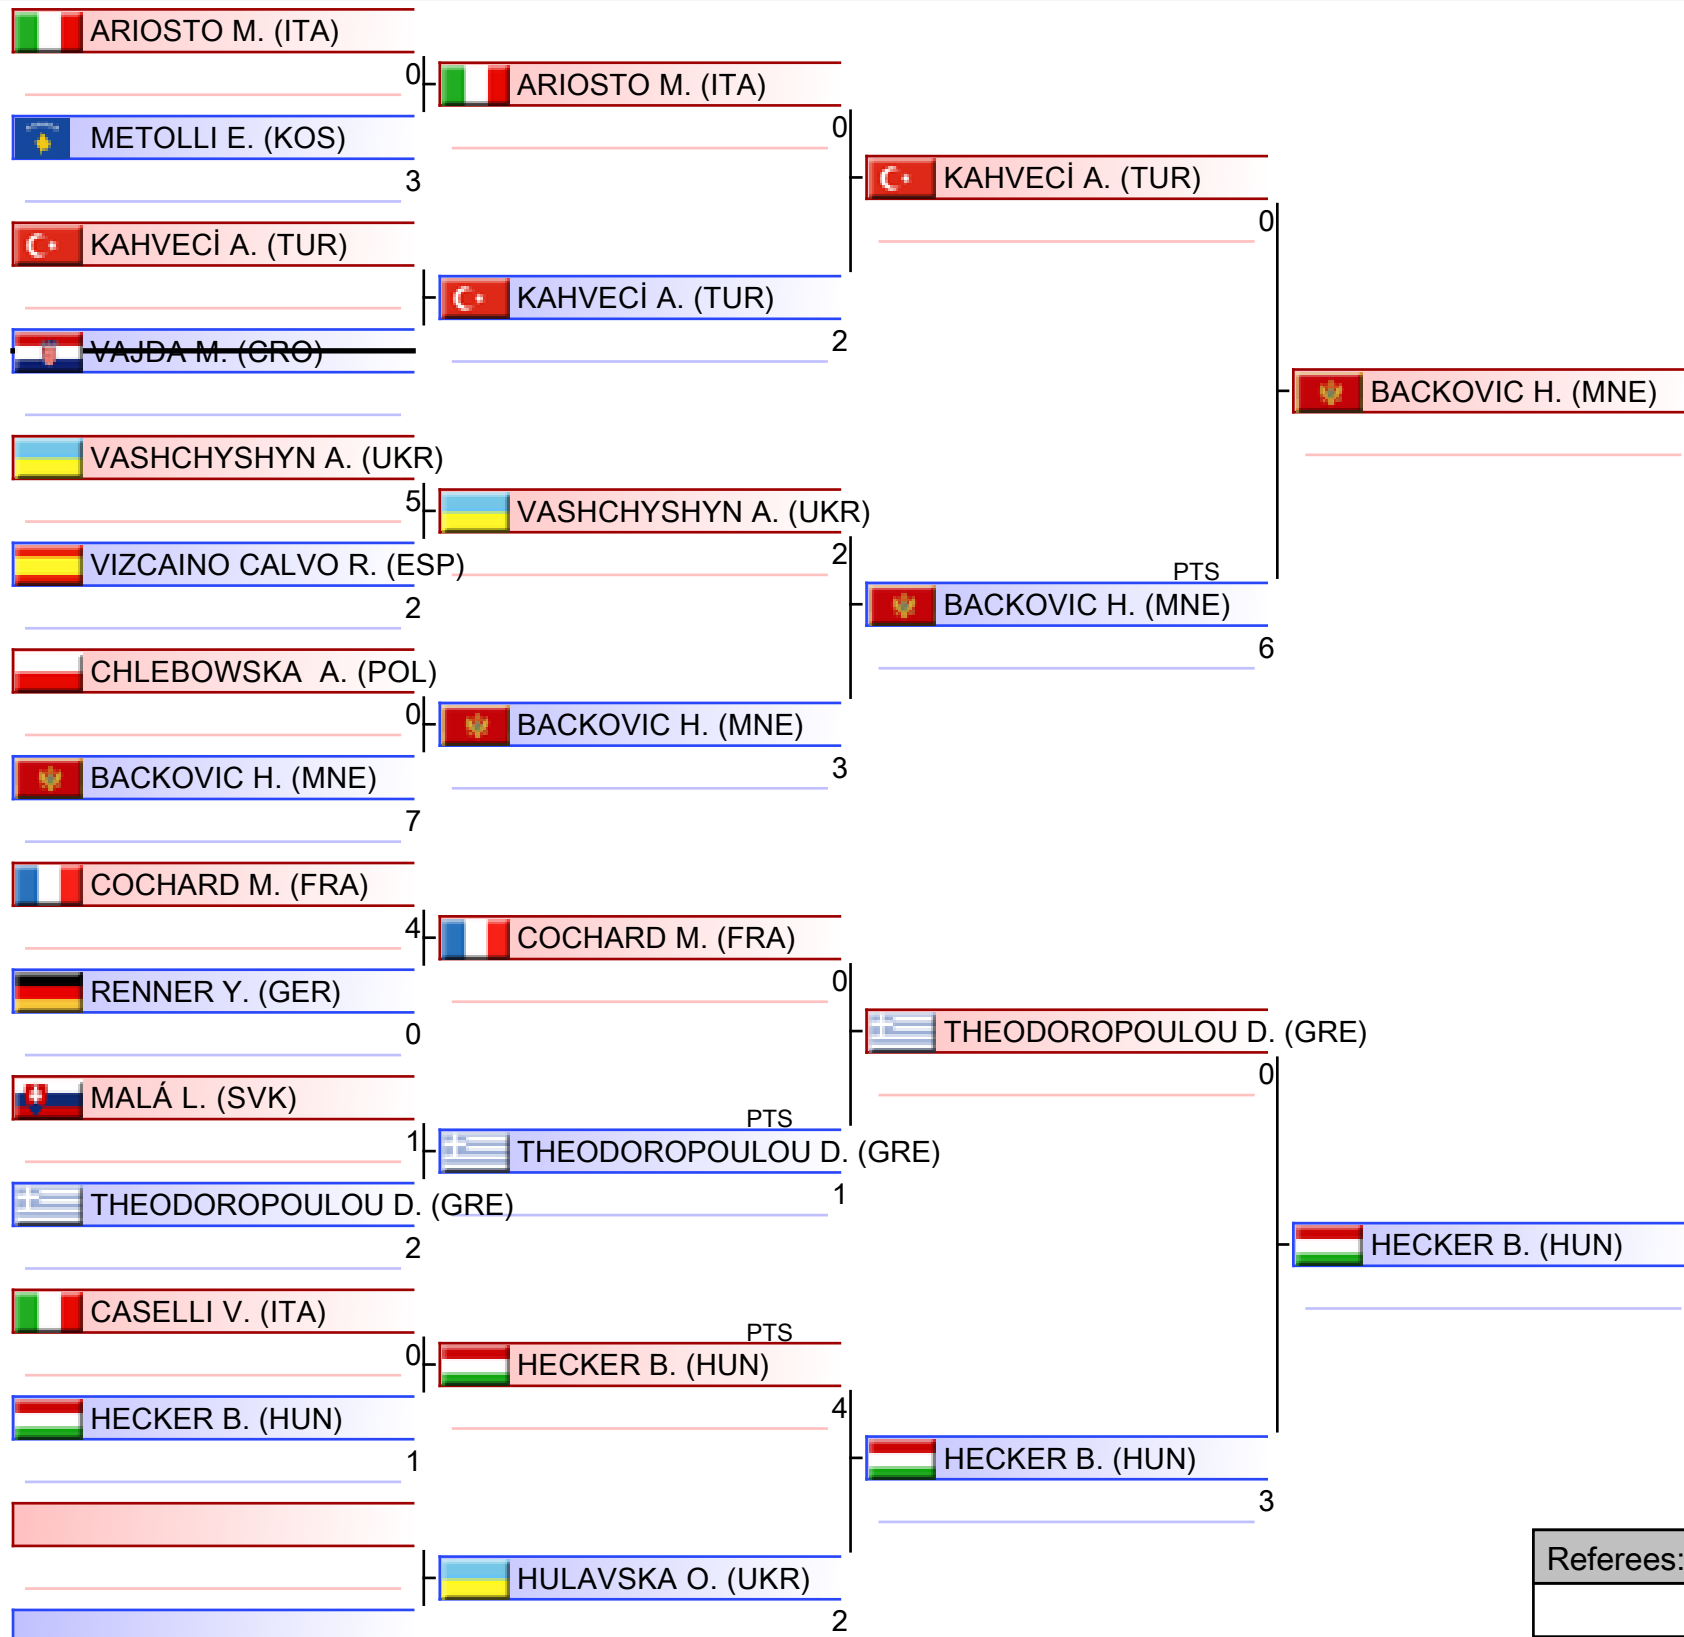 ARIOSTO M. (ITA)
0
METOLLI E. (KOS)
3
KAHVECİ A. (TUR)
VAJDA M. (CRO)
VASHCHYSHYN A. (UKR)
5
VIZCAINO CALVO R. (ESP)
2
CHLEBOWSKA  A. (POL)
0
BACKOVIC H. (MNE)
7
COCHARD M. (FRA)
4
RENNER Y. (GER)
0
MALÁ L. (SVK)
1
THEODOROPOULOU D. (GRE)
2
CASELLI V. (ITA)
0
HECKER B. (HUN)
1
ARIOSTO M. (ITA)
0
KAHVECİ A. (TUR)
2
VASHCHYSHYN A. (UKR)
2
BACKOVIC H. (MNE)
3
COCHARD M. (FRA)
0
PTS
THEODOROPOULOU D. (GRE)
1
PTS
HECKER B. (HUN)
4
HULAVSKA O. (UKR)
2
KAHVECİ A. (TUR)
0
PTS
BACKOVIC H. (MNE)
6
THEODOROPOULOU D. (GRE)
0
HECKER B. (HUN)
3
BACKOVIC H. (MNE)
HECKER B. (HUN)
Referees: